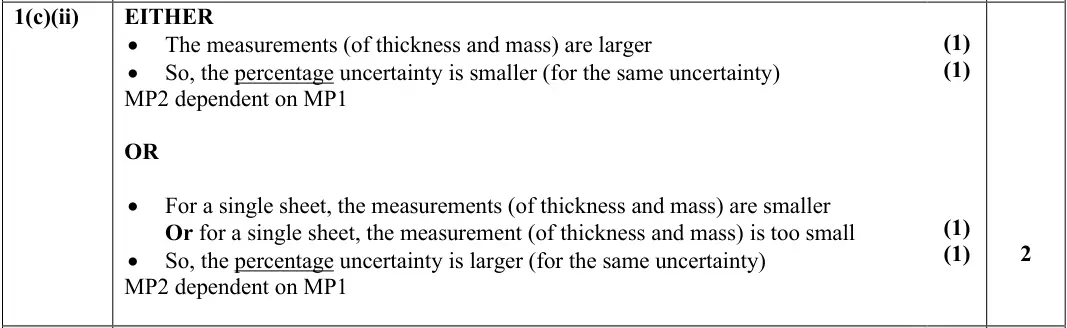 1(c)(ii) EITHER
• The measurements (of thickness and mass) are larger (1)
• So, the percentage uncertainty is smaller (for the same uncertainty) (1)
MP2 dependent on MP1
OR
• For a single sheet, the measurements (of thickness and mass) are smaller
Or for a single sheet, the measurement (of thickness and mass) is too small (1)
• So, the percentage uncertainty is larger (for the same uncertainty) (1) 2
MP2 dependent on MP1